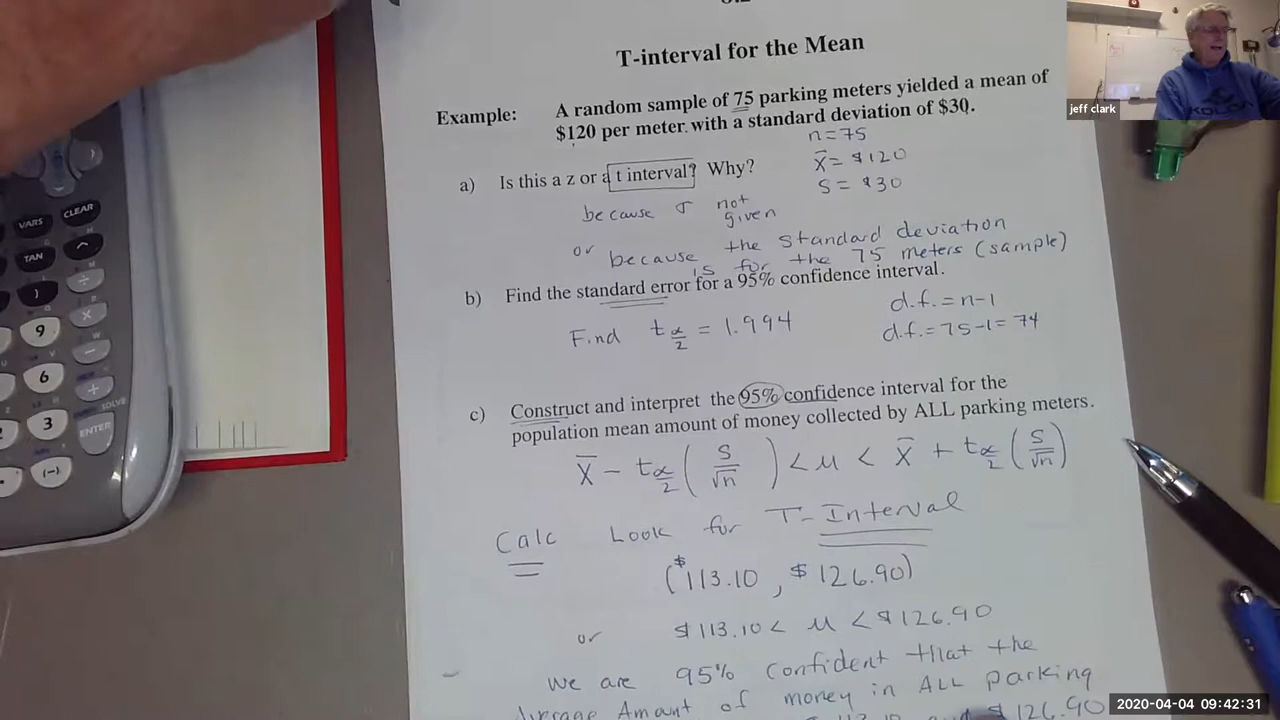 T-interval for the Mean
Example: A random sample of 75 parking meters yielded a mean of
$120 per meter with a standard deviation of $30.
n=75
x̄ = $120
s = $30
a) Is this a z or a t interval? Why?
because σ not given
or because the standard deviation
is for the 75 meters (sample)
b) Find the standard error for a 95% confidence interval.
d.f. = n-1
Find t α/2 = 1.994
d.f. = 75-1 = 74
c) Construct and interpret the 95% confidence interval for the
population mean amount of money collected by ALL parking meters.
x̄ - t α/2 (s/√n) < μ < x̄ + t α/2 (s/√n)
Calc Look for T-Interval
($113.10, $126.90)
or $113.10 < μ < $126.90
We are 95% confident that the
Average Amount of money in ALL parking
$126.90
jeff clark
VARS
CLEAR
TAN
^
÷
)
×
9
−
6
+
3
ENTER
SOLVE
(-)
2020-04-04 09:42:31